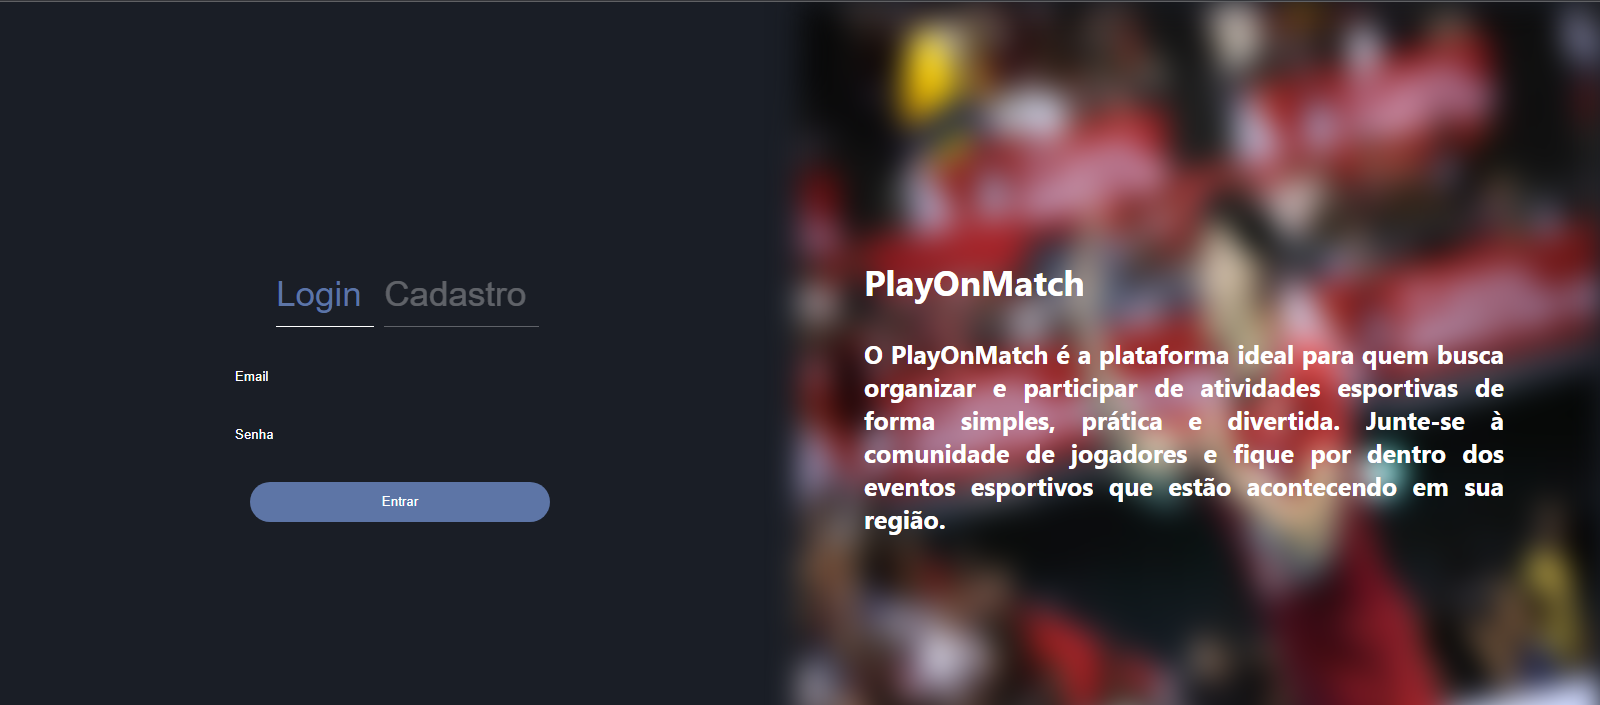 Login Cadastro
Email
Senha
Entrar
PlayOnMatch
O PlayOnMatch é a plataforma ideal para quem busca
organizar e participar de atividades esportivas de
forma simples, prática e divertida. Junte-se à
comunidade de jogadores e fique por dentro dos
eventos esportivos que estão acontecendo em sua
região.